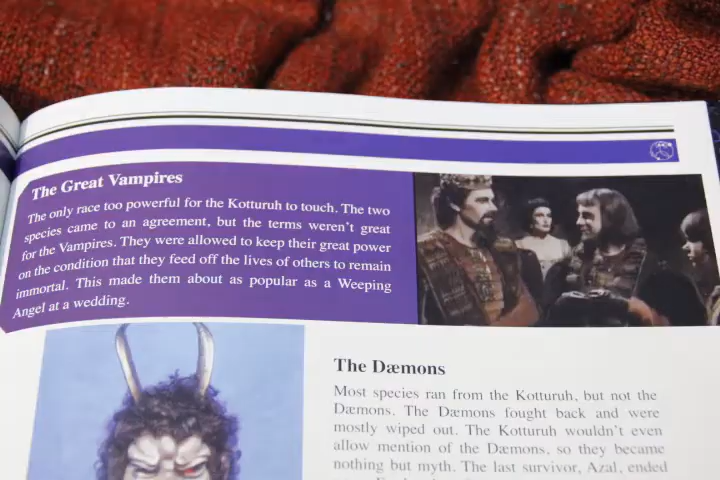 The Great Vampires
The only race too powerful for the Kotturuh to touch. The two
species came to an agreement, but the terms weren't great
for the Vampires. They were allowed to keep their great power
on the condition that they feed off the lives of others to remain
immortal. This made them about as popular as a Weeping
Angel at a wedding.
The Dæmons
Most species ran from the Kotturuh, but not the
Dæmons. The Dæmons fought back and were
mostly wiped out. The Kotturuh wouldn't even
allow mention of the Dæmons, so they became
nothing but myth. The last survivor, Azal, ended